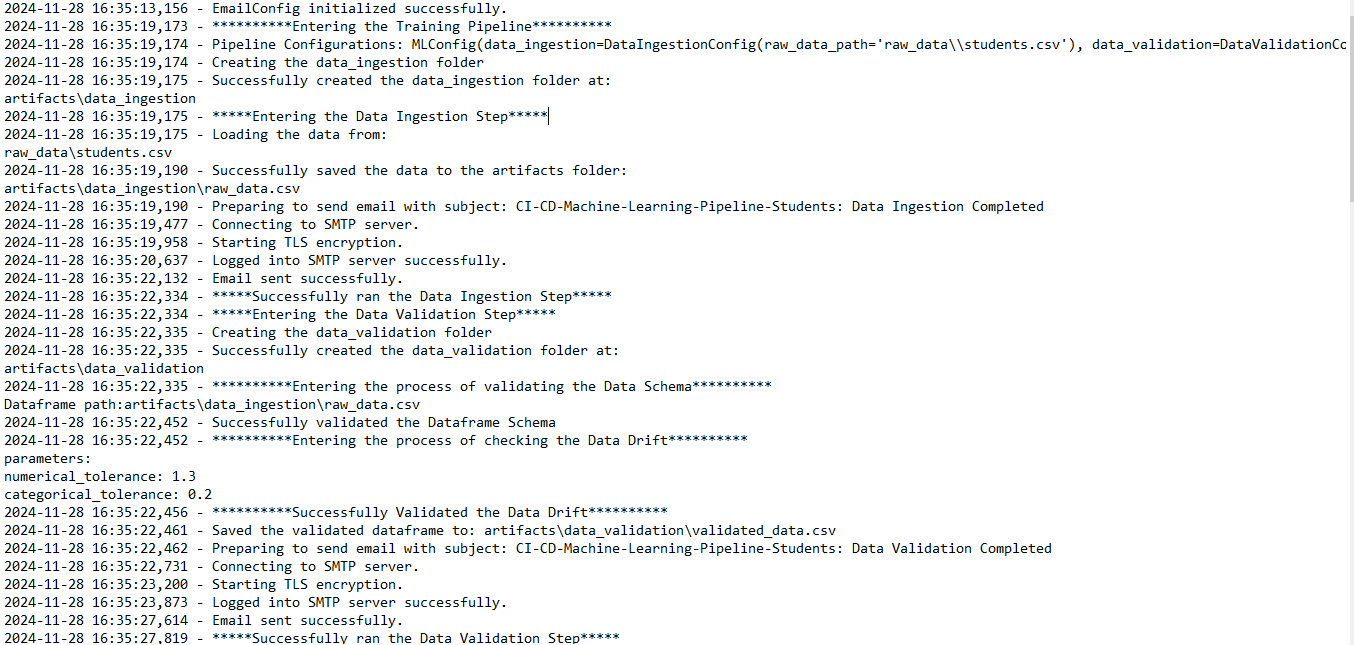 2024-11-28 16:35:13,156 - EmailConfig initialized successfully.
2024-11-28 16:35:19,173 - **********Entering the Training Pipeline**********
2024-11-28 16:35:19,174 - Pipeline Configurations: MLConfig(data_ingestion=DataIngestionConfig(raw_data_path='raw_data\\students.csv'), data_validation=DataValidationCo
2024-11-28 16:35:19,174 - Creating the data_ingestion folder
2024-11-28 16:35:19,175 - Successfully created the data_ingestion folder at:
artifacts\data_ingestion
2024-11-28 16:35:19,175 - *****Entering the Data Ingestion Step*****
2024-11-28 16:35:19,175 - Loading the data from:
raw_data\students.csv
2024-11-28 16:35:19,190 - Successfully saved the data to the artifacts folder:
artifacts\data_ingestion\raw_data.csv
2024-11-28 16:35:19,190 - Preparing to send email with subject: CI-CD-Machine-Learning-Pipeline-Students: Data Ingestion Completed
2024-11-28 16:35:19,477 - Connecting to SMTP server.
2024-11-28 16:35:19,958 - Starting TLS encryption.
2024-11-28 16:35:20,637 - Logged into SMTP server successfully.
2024-11-28 16:35:22,132 - Email sent successfully.
2024-11-28 16:35:22,334 - *****Successfully ran the Data Ingestion Step*****
2024-11-28 16:35:22,334 - *****Entering the Data Validation Step*****
2024-11-28 16:35:22,335 - Creating the data_validation folder
2024-11-28 16:35:22,335 - Successfully created the data_validation folder at:
artifacts\data_validation
2024-11-28 16:35:22,335 - **********Entering the process of validating the Data Schema**********
Dataframe path:artifacts\data_ingestion\raw_data.csv
2024-11-28 16:35:22,452 - Successfully validated the Dataframe Schema
2024-11-28 16:35:22,452 - **********Entering the process of checking the Data Drift**********
parameters:
numerical_tolerance: 1.3
categorical_tolerance: 0.2
2024-11-28 16:35:22,456 - **********Successfully Validated the Data Drift**********
2024-11-28 16:35:22,461 - Saved the validated dataframe to: artifacts\data_validation\validated_data.csv
2024-11-28 16:35:22,462 - Preparing to send email with subject: CI-CD-Machine-Learning-Pipeline-Students: Data Validation Completed
2024-11-28 16:35:22,731 - Connecting to SMTP server.
2024-11-28 16:35:23,200 - Starting TLS encryption.
2024-11-28 16:35:23,873 - Logged into SMTP server successfully.
2024-11-28 16:35:27,614 - Email sent successfully.
2024-11-28 16:35:27,819 - *****Successfully ran the Data Validation Step*****